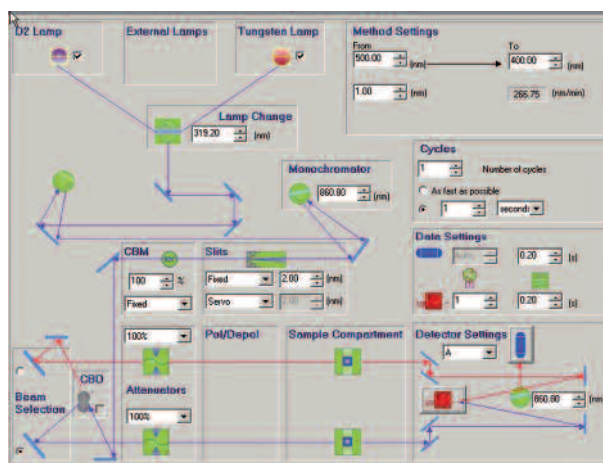 D2 Lamp
External Lamps
Tungsten Lamp
Method Settings
From
To
500.00
(nm)
400.00
(nm)
1.00
(nm)
266.75
(nm/min)
Lamp Change
319.20
(nm)
Monochromator
860.80
(nm)
Cycles
1
Number of cycles
As fast as possible
1
seconds
Data Settings
0.20
(s)
1
0.20
(s)
CBM
100
%
Fixed
Slits
Fixed
2.00
(nm)
Servo
(nm)
100%
Pol/Depol
Sample Compartment
Detector Settings
A
CBD
Beam
Selection
Attenuators
100%
860.80
(nm)